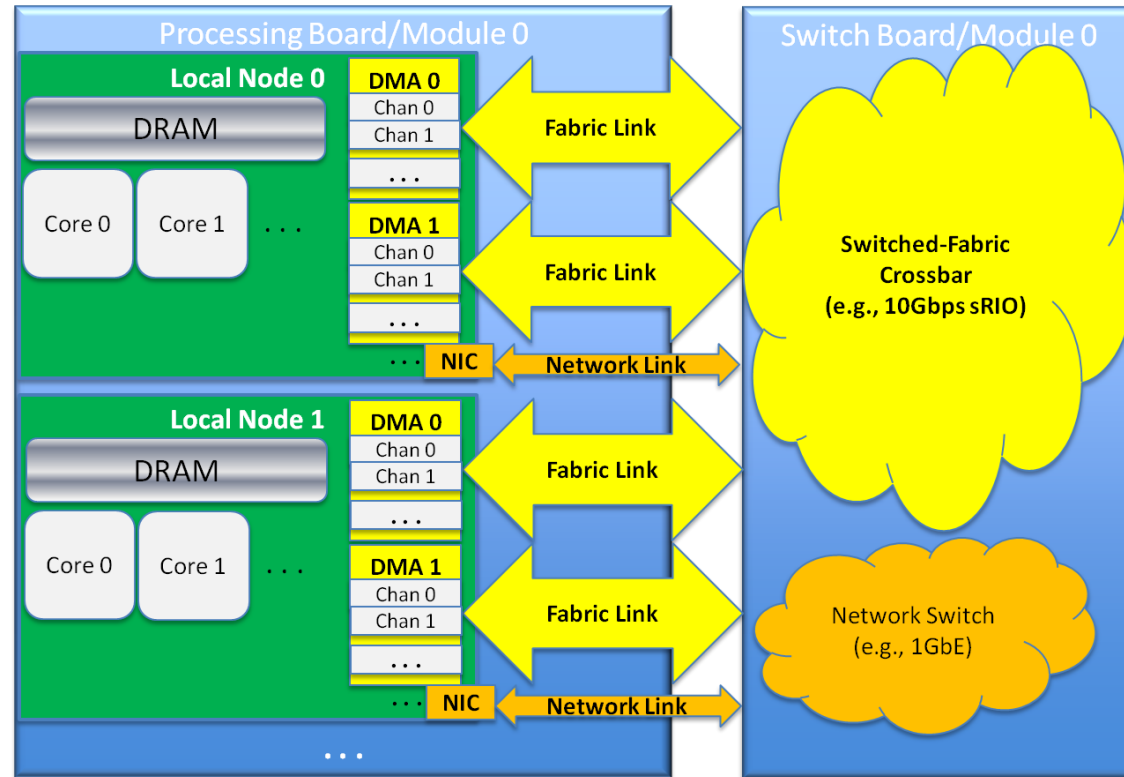 Processing Board/Module 0
Local Node 0
DRAM
Core 0
Core 1
. . .
DMA 0
Chan 0
Chan 1
. . .
DMA 1
Chan 0
Chan 1
. . .
. . .
NIC
Fabric Link
Fabric Link
Network Link
Local Node 1
DRAM
Core 0
Core 1
. . .
DMA 0
Chan 0
Chan 1
. . .
DMA 1
Chan 0
Chan 1
. . .
. . .
NIC
Fabric Link
Fabric Link
Network Link
. . .
Switch Board/Module 0
Switched-Fabric
Crossbar
(e.g., 10Gbps sRIO)
Network Switch
(e.g., 1GbE)